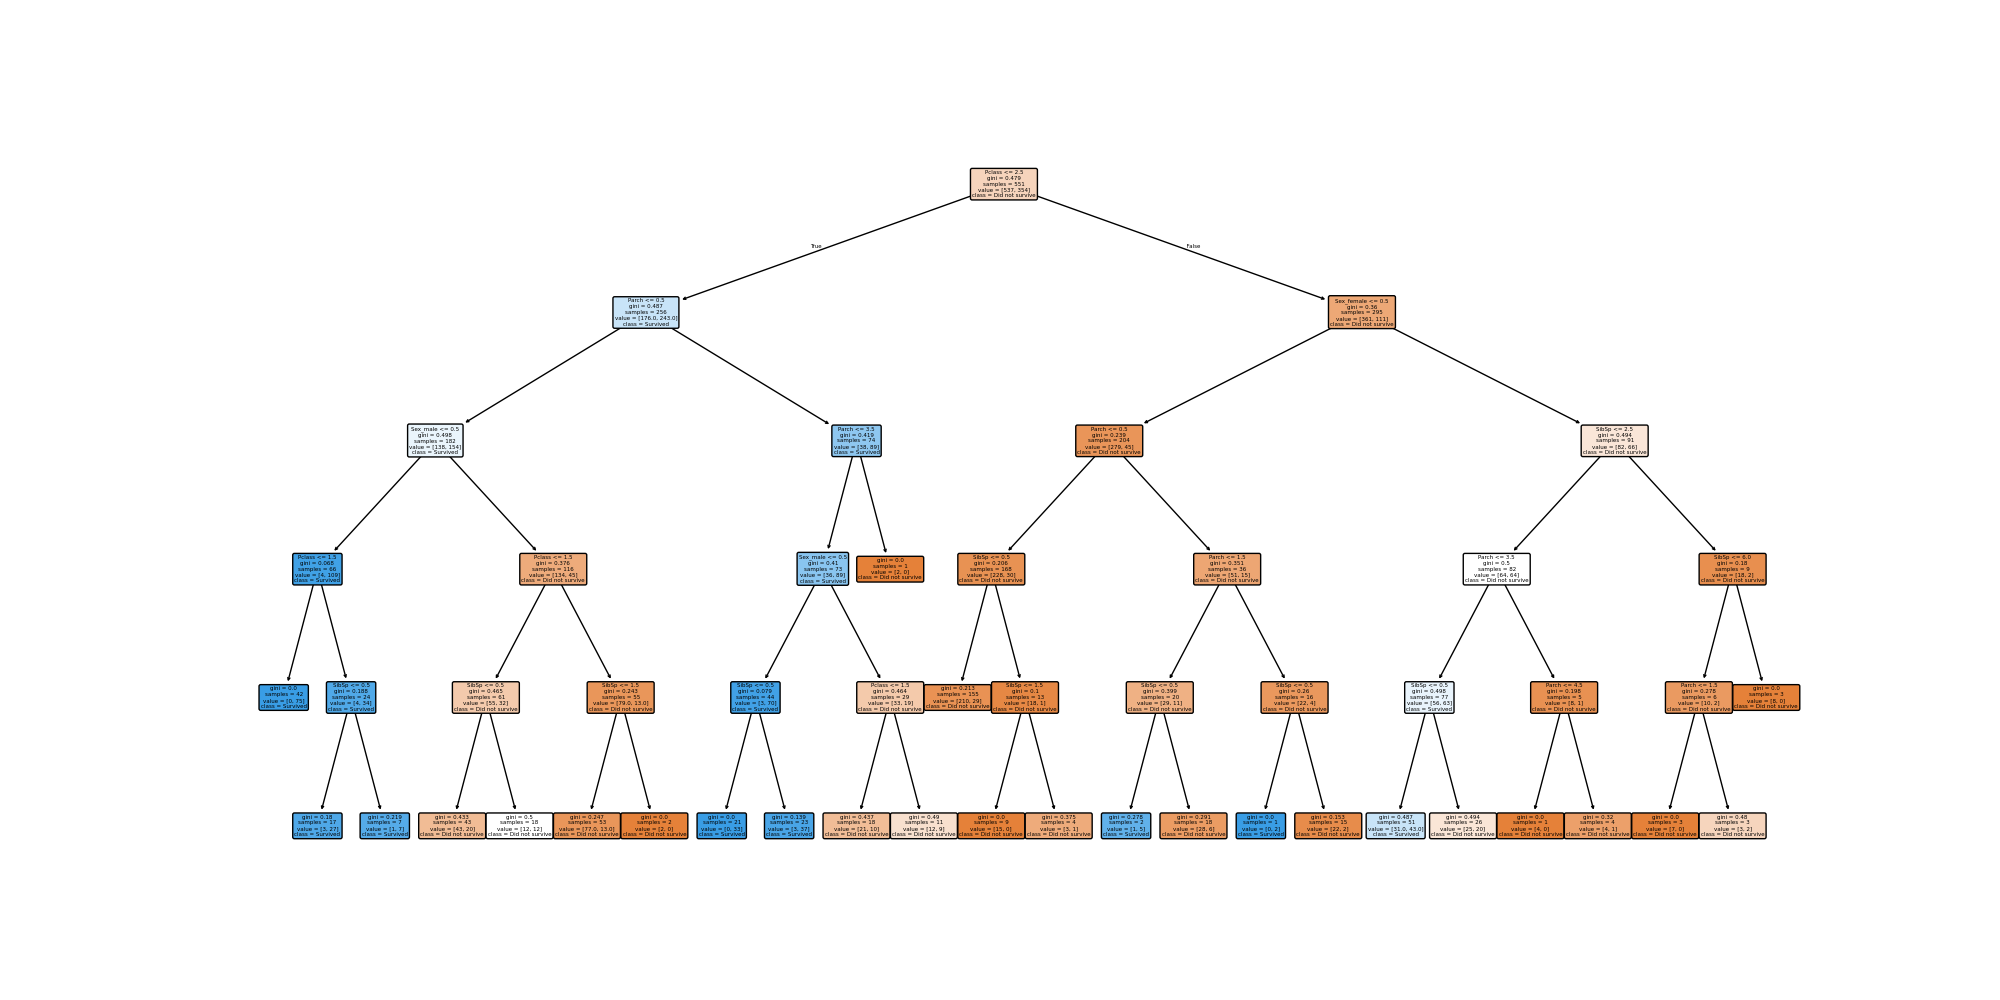 Pclass <= 2.5
gini = 0.479
samples = 551
value = [537, 354]
class = Did not survive
True
False
Parch <= 0.5
gini = 0.487
samples = 256
value = [176.0, 243.0]
class = Survived
Sex_female <= 0.5
gini = 0.36
samples = 295
value = [361, 111]
class = Did not survive
Sex_male <= 0.5
gini = 0.498
samples = 182
value = [138, 154]
class = Survived
Parch <= 3.5
gini = 0.419
samples = 74
value = [38, 89]
class = Survived
Parch <= 0.5
gini = 0.239
samples = 204
value = [279, 45]
class = Did not survive
SibSp <= 2.5
gini = 0.494
samples = 91
value = [82, 66]
class = Did not survive
Pclass <= 1.5
gini = 0.068
samples = 66
value = [4, 109]
class = Survived
Pclass <= 1.5
gini = 0.376
samples = 116
value = [134, 45]
class = Did not survive
Sex_male <= 0.5
gini = 0.41
samples = 73
value = [36, 89]
class = Survived
gini = 0.0
samples = 1
value = [2, 0]
class = Did not survive
SibSp <= 0.5
gini = 0.206
samples = 168
value = [228, 30]
class = Did not survive
Parch <= 1.5
gini = 0.351
samples = 36
value = [51, 15]
class = Did not survive
Parch <= 3.5
gini = 0.5
samples = 82
value = [64, 64]
class = Did not survive
SibSp <= 6.0
gini = 0.18
samples = 9
value = [18, 2]
class = Did not survive
gini = 0.0
samples = 42
value = [0, 75]
class = Survived
SibSp <= 0.5
gini = 0.188
samples = 24
value = [4, 34]
class = Survived
SibSp <= 0.5
gini = 0.465
samples = 61
value = [55, 32]
class = Did not survive
SibSp <= 1.5
gini = 0.243
samples = 55
value = [79.0, 13.0]
class = Did not survive
SibSp <= 0.5
gini = 0.079
samples = 44
value = [3, 70]
class = Survived
Pclass <= 1.5
gini = 0.464
samples = 29
value = [33, 19]
class = Did not survive
gini = 0.213
samples = 155
value = [210, 29]
class = Did not survive
SibSp <= 1.5
gini = 0.1
samples = 13
value = [18, 1]
class = Did not survive
SibSp <= 0.5
gini = 0.399
samples = 20
value = [29, 11]
class = Did not survive
SibSp <= 0.5
gini = 0.26
samples = 16
value = [22, 4]
class = Did not survive
SibSp <= 0.5
gini = 0.498
samples = 77
value = [56, 63]
class = Survived
Parch <= 4.5
gini = 0.198
samples = 5
value = [8, 1]
class = Did not survive
Parch <= 1.5
gini = 0.278
samples = 6
value = [10, 2]
class = Did not survive
gini = 0.0
samples = 3
value = [8, 0]
class = Did not survive
gini = 0.18
samples = 17
value = [3, 27]
class = Survived
gini = 0.219
samples = 7
value = [1, 7]
class = Survived
gini = 0.433
samples = 43
value = [43, 20]
class = Did not survive
gini = 0.5
samples = 18
value = [12, 12]
class = Did not survive
gini = 0.247
samples = 53
value = [77.0, 13.0]
class = Did not survive
gini = 0.0
samples = 2
value = [2, 0]
class = Did not survive
gini = 0.0
samples = 21
value = [0, 33]
class = Survived
gini = 0.139
samples = 23
value = [3, 37]
class = Survived
gini = 0.437
samples = 18
value = [21, 10]
class = Did not survive
gini = 0.49
samples = 11
value = [12, 9]
class = Did not survive
gini = 0.0
samples = 9
value = [15, 0]
class = Did not survive
gini = 0.375
samples = 4
value = [3, 1]
class = Did not survive
gini = 0.278
samples = 2
value = [1, 5]
class = Survived
gini = 0.291
samples = 18
value = [28, 6]
class = Did not survive
gini = 0.0
samples = 1
value = [0, 2]
class = Survived
gini = 0.153
samples = 15
value = [22, 2]
class = Did not survive
gini = 0.487
samples = 51
value = [31.0, 43.0]
class = Survived
gini = 0.494
samples = 26
value = [25, 20]
class = Did not survive
gini = 0.0
samples = 1
value = [4, 0]
class = Did not survive
gini = 0.32
samples = 4
value = [4, 1]
class = Did not survive
gini = 0.0
samples = 3
value = [7, 0]
class = Did not survive
gini = 0.48
samples = 3
value = [3, 2]
class = Did not survive